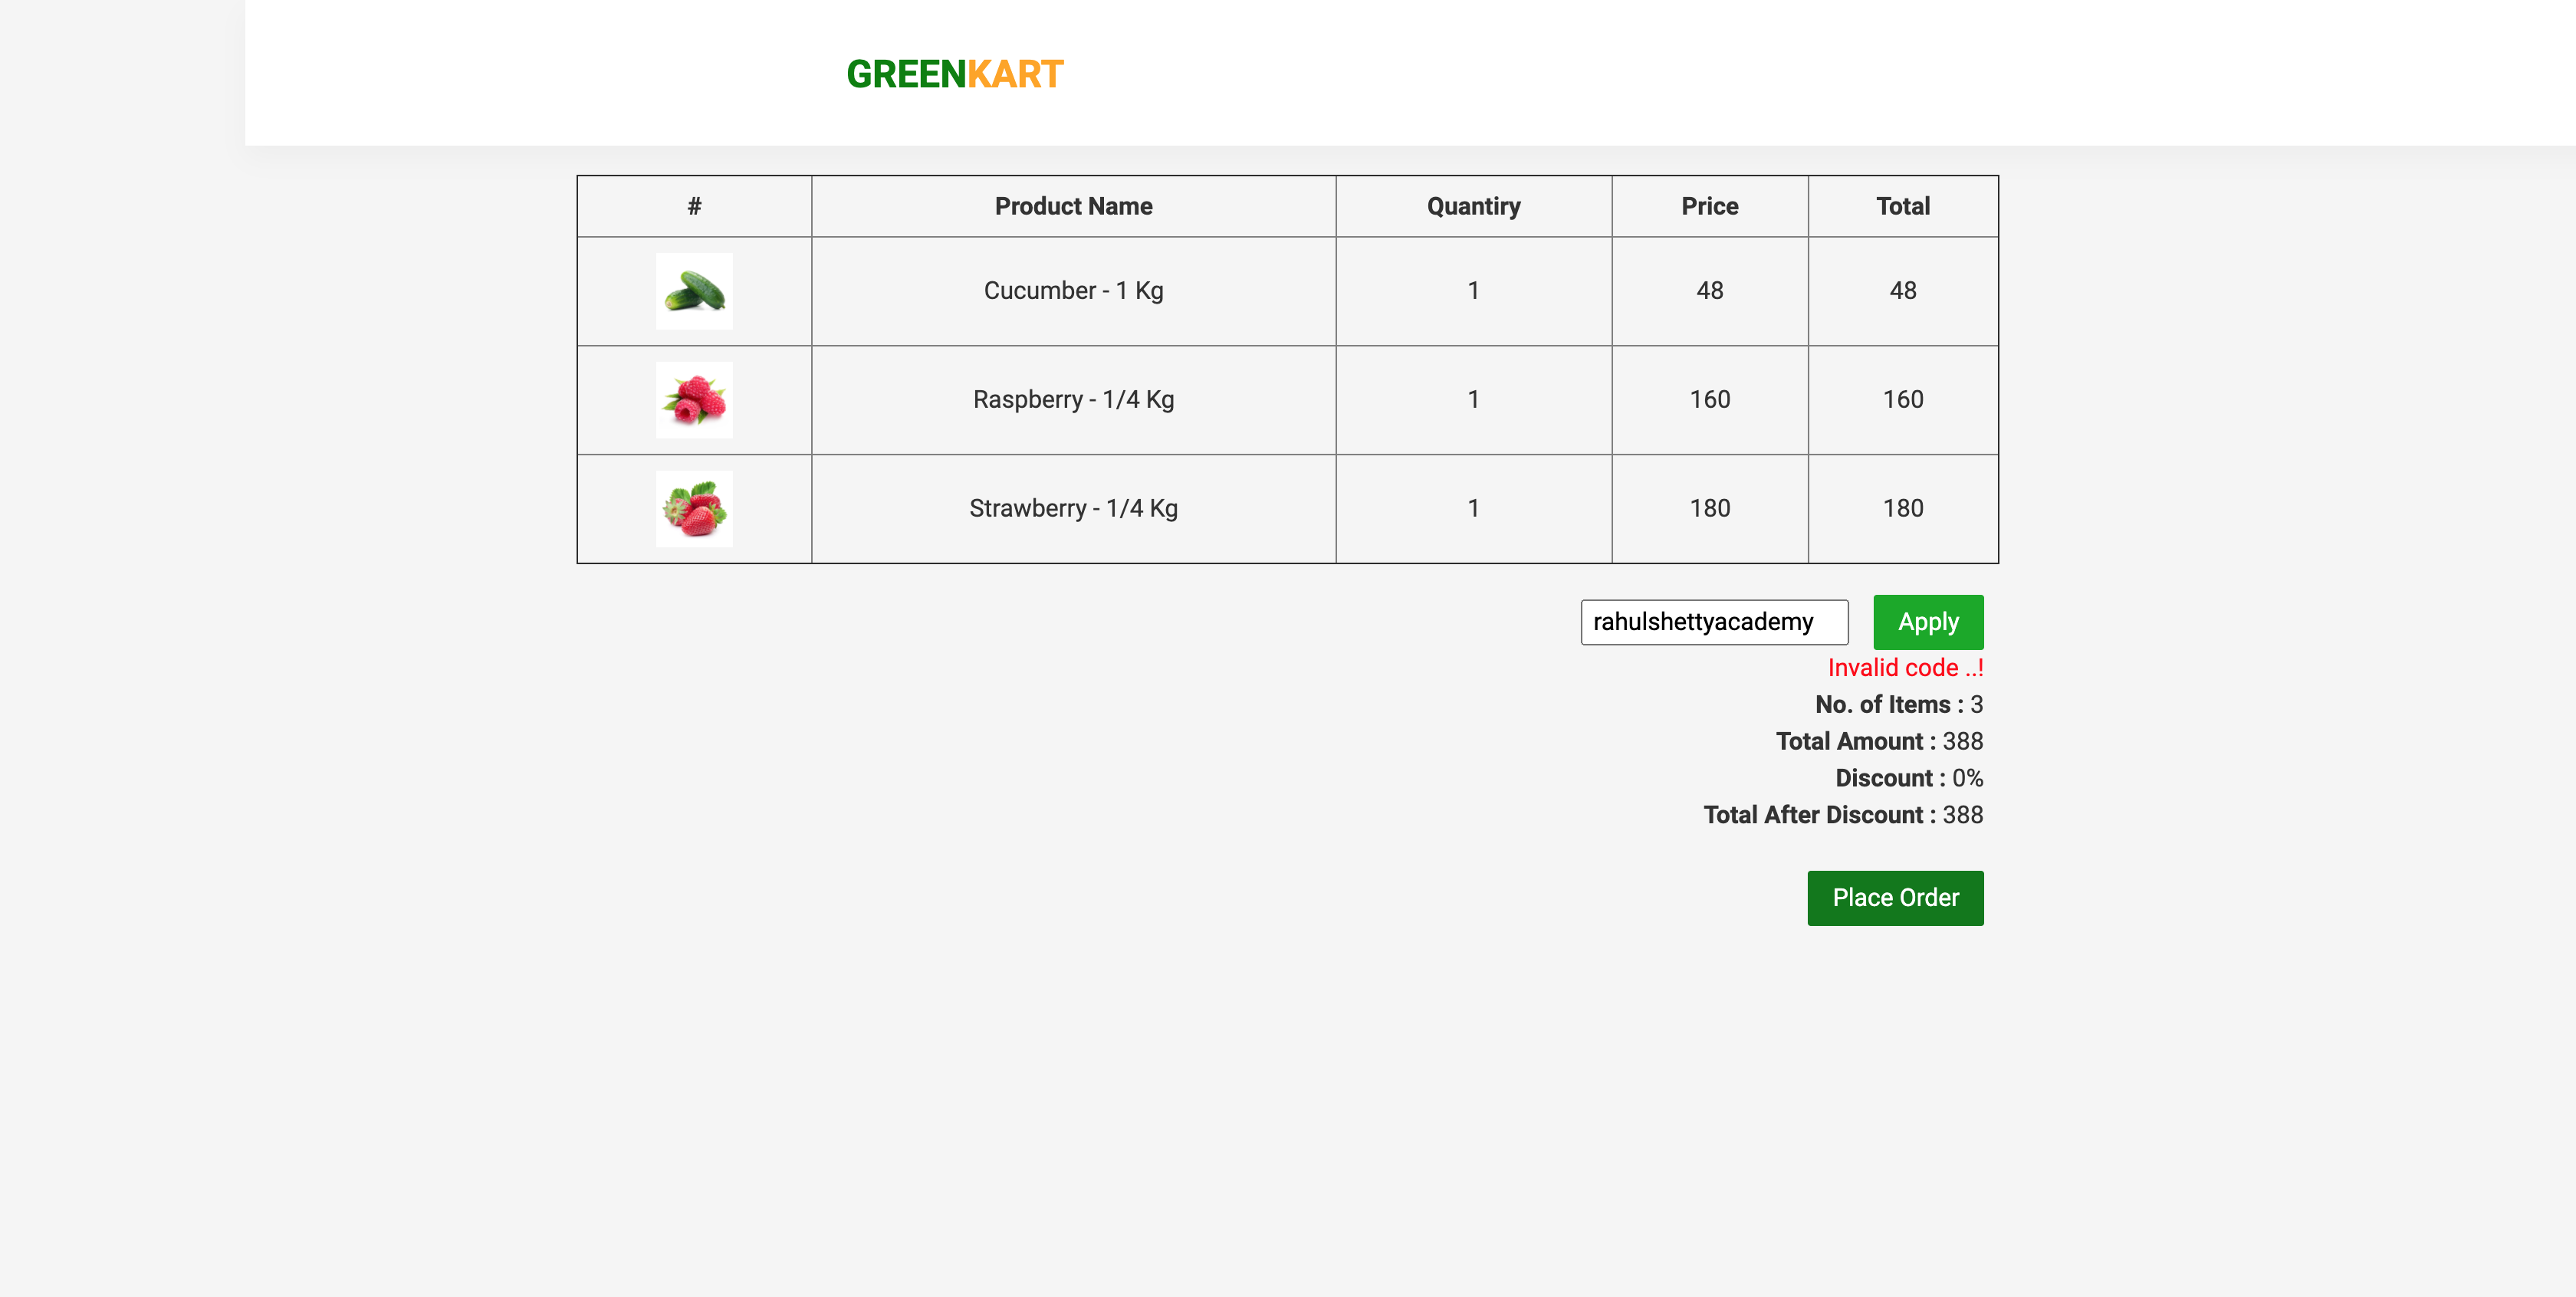 GREENKART
# Product Name Quantiry Price Total
Cucumber - 1 Kg 1 48 48
Raspberry - 1/4 Kg 1 160 160
Strawberry - 1/4 Kg 1 180 180
rahulshettyacademy Apply
Invalid code ..!
No. of Items : 3
Total Amount : 388
Discount : 0%
Total After Discount : 388
Place Order